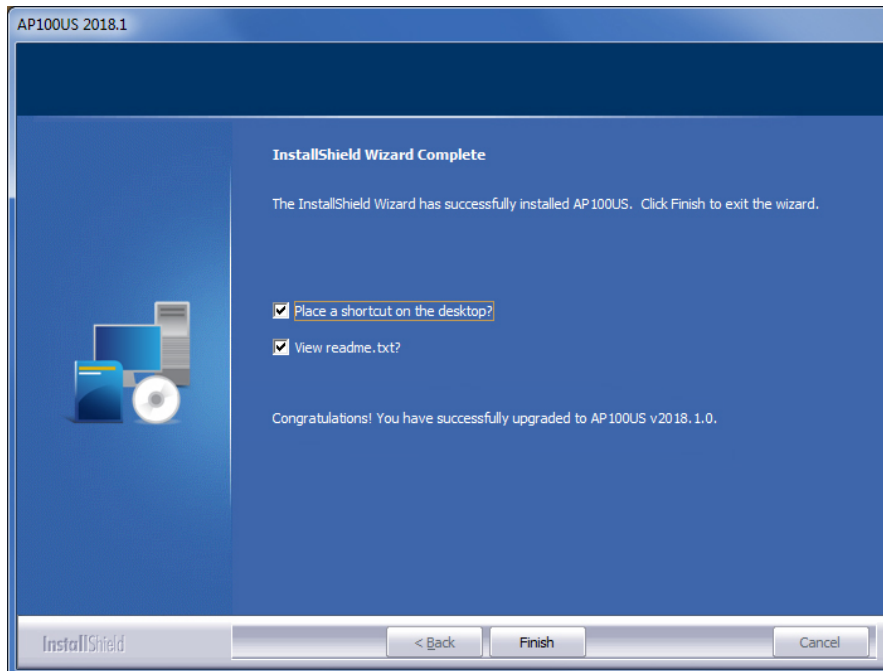 AP100US 2018.1
InstallShield Wizard Complete
The InstallShield Wizard has successfully installed AP100US. Click Finish to exit the wizard.
Place a shortcut on the desktop?
View readme.txt?
Congratulations! You have successfully upgraded to AP100US v2018.1.0.
InstallShield
< Back
Finish
Cancel